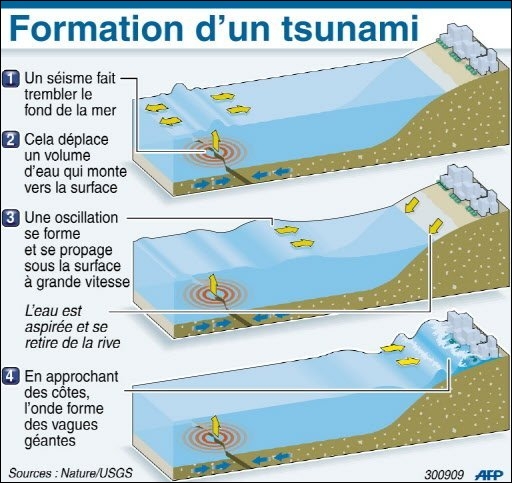 Formation d'un tsunami
1 Un séisme fait
trembler le
fond de la mer
2 Cela déplace
un volume
d'eau qui monte
vers la surface
3 Une oscillation
se forme
et se propage
sous la surface
à grande vitesse
L'eau est
aspirée et se
retire de la rive
4 En approchant
des côtes,
l'onde forme
des vagues
géantes
Sources : Nature/USGS
300909 AFP